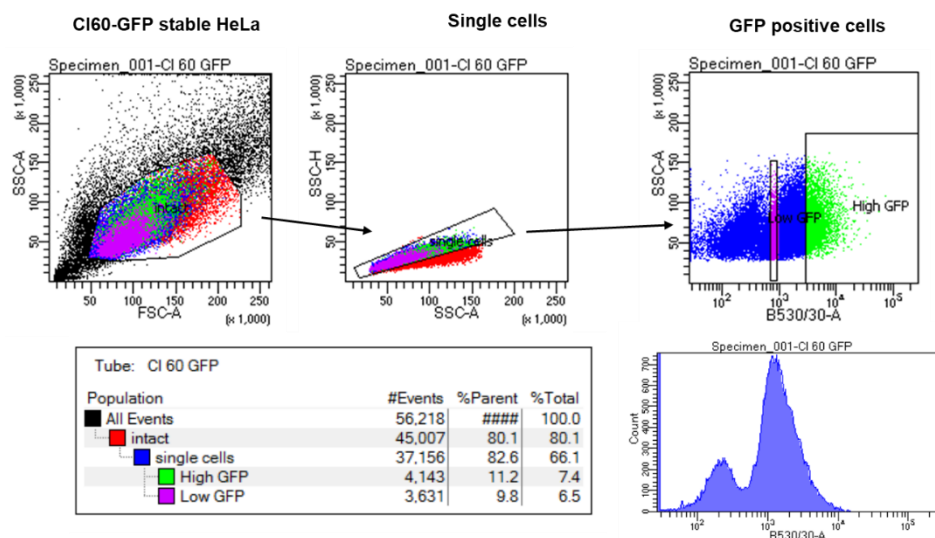 CI60-GFP stable HeLa
Single cells
GFP positive cells
Specimen_001-CI 60 GFP
SSC-A
(x 1,000)
50 100 150 200 250
intact
50 100 150 200 250
FSC-A
(x 1,000)
Specimen_001-CI 60 GFP
SSC-H
(x 1,000)
50 100 150 200 250
single cells
50 100 150 200 250
SSC-A
(x 1,000)
Specimen_001-CI 60 GFP
SSC-A
(x 1,000)
50 100 150 200 250
Low GFP
High GFP
10^2 10^3 10^4 10^5
B530/30-A
Tube: CI 60 GFP
Population #Events %Parent %Total
All Events 56,218 #### 100.0
intact 45,007 80.1 80.1
single cells 37,156 82.6 66.1
High GFP 4,143 11.2 7.4
Low GFP 3,631 9.8 6.5
Specimen_001-CI 60 GFP
Count
0 100 200 300 400 500 600 700
10^2 10^3 10^4 10^5
B530/30-A